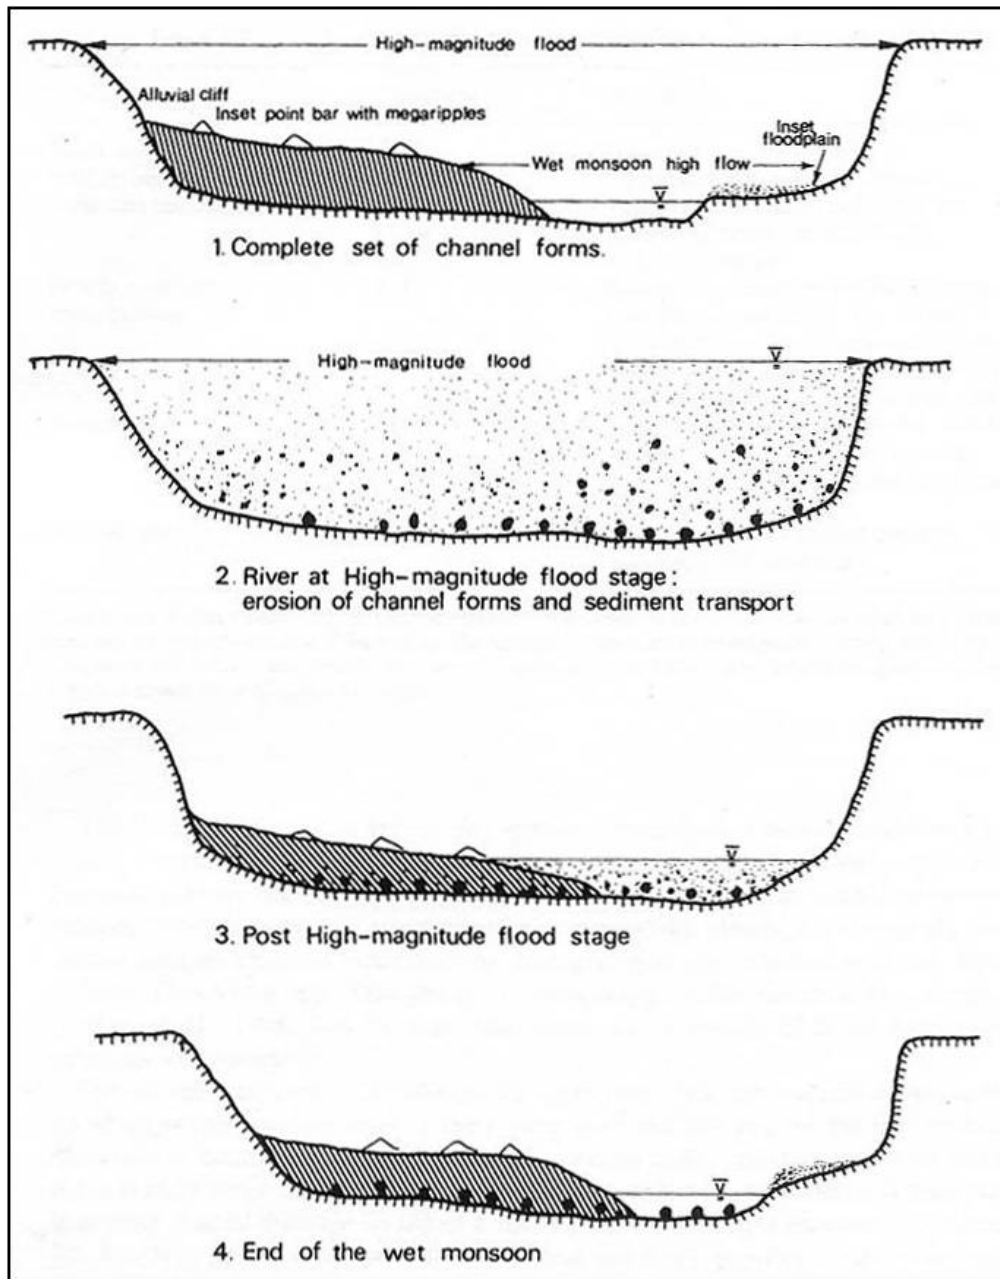 High-magnitude flood
Alluvial cliff
Inset point bar with megaripples
Inset
floodplain
Wet monsoon high flow
1. Complete set of channel forms.
High-magnitude flood
2. River at High-magnitude flood stage:
erosion of channel forms and sediment transport
3. Post High-magnitude flood stage
4. End of the wet monsoon